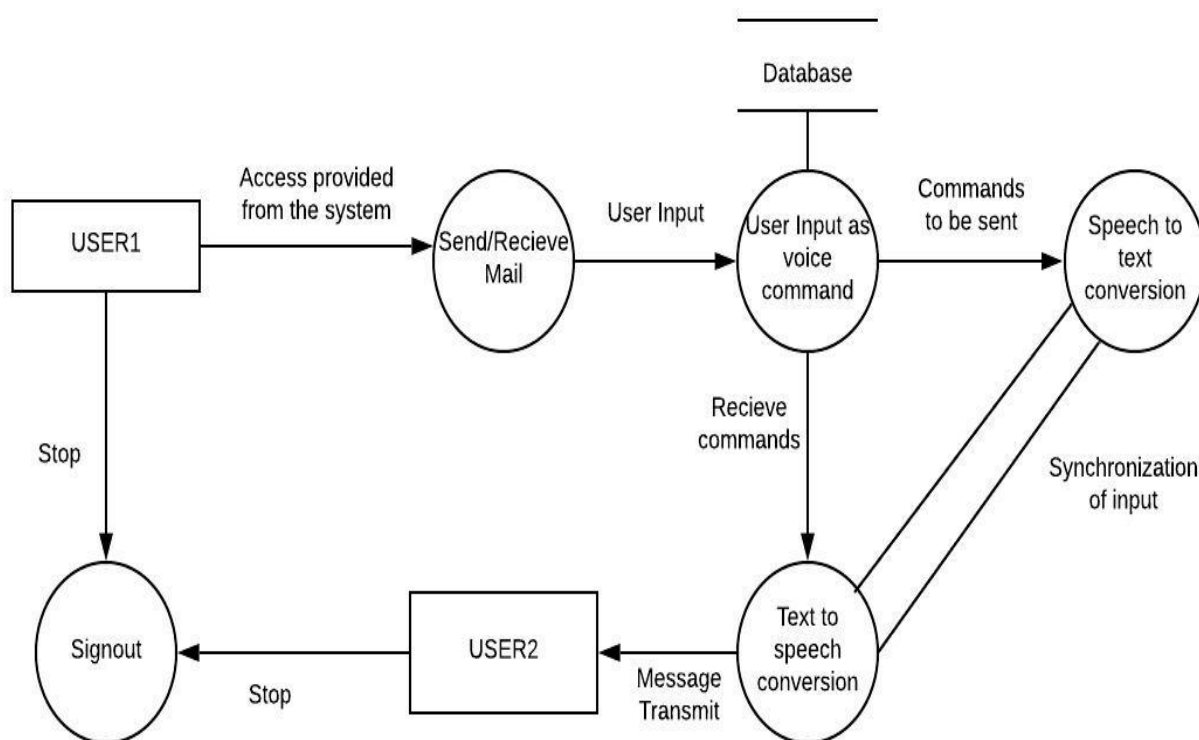 Database
Access provided
from the system
Commands
to be sent
User Input
USER1
Send/Recieve
Mail
User Input as
voice
command
Speech to
text
conversion
Recieve
commands
Stop
Synchronization
of input
Signout
USER2
Text to
speech
conversion
Stop
Message
Transmit